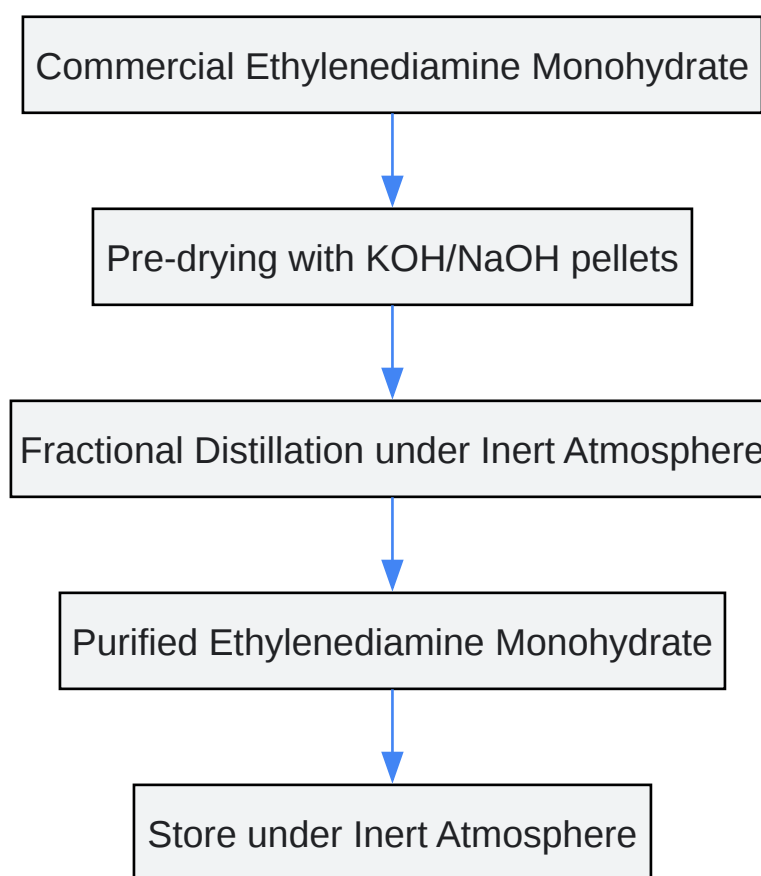 Commercial Ethylenediamine Monohydrate
Pre-drying with KOH/NaOH pellets
Fractional Distillation under Inert Atmosphere
Purified Ethylenediamine Monohydrate
Store under Inert Atmosphere